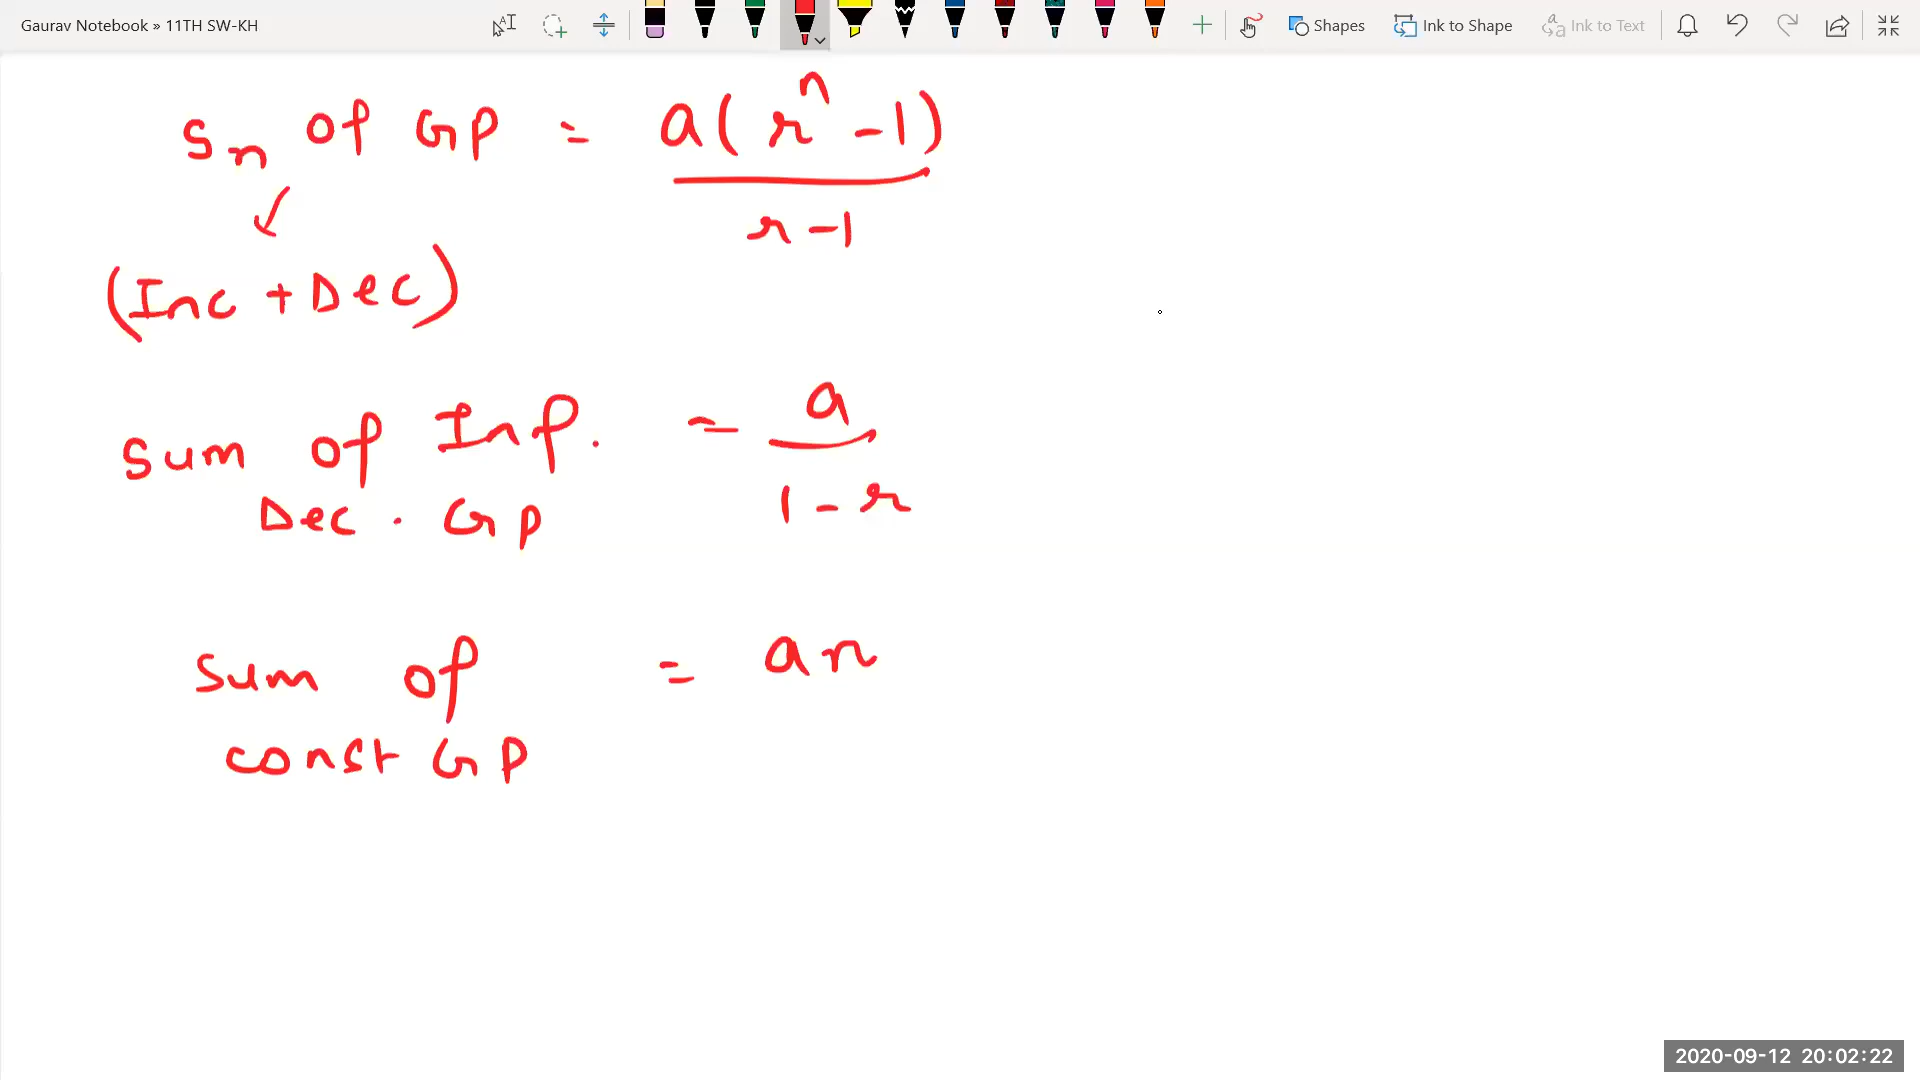 Gaurav Notebook » 11TH SW-KH
Shapes
Ink to Shape
Ink to Text
Sn of GP = a(r^n - 1)
r - 1
(Inc + Dec)
Sum of Inf. = a
Dec. GP 1 - r
Sum of = an
const GP
2020-09-12 20:02:22